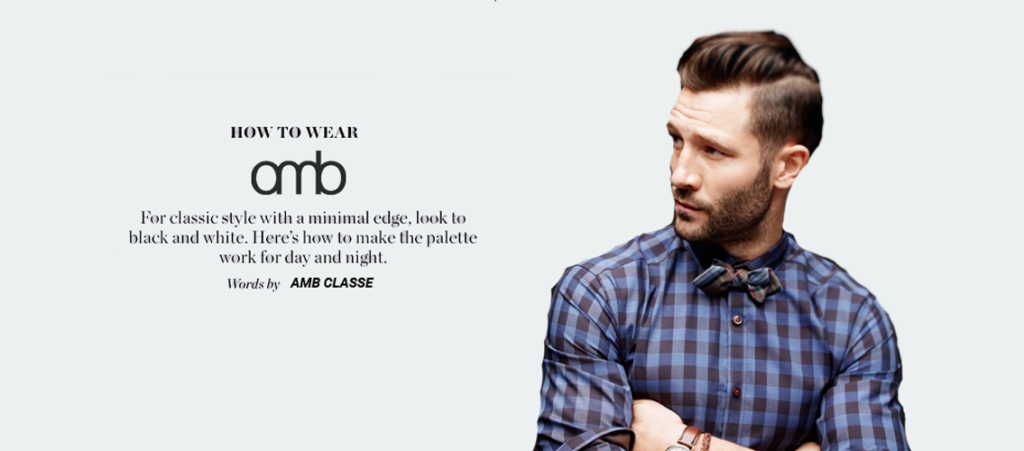 HOW TO WEAR
amb
For classic style with a minimal edge, look to
black and white. Here's how to make the palette
work for day and night.
Words by AMB CLASSE